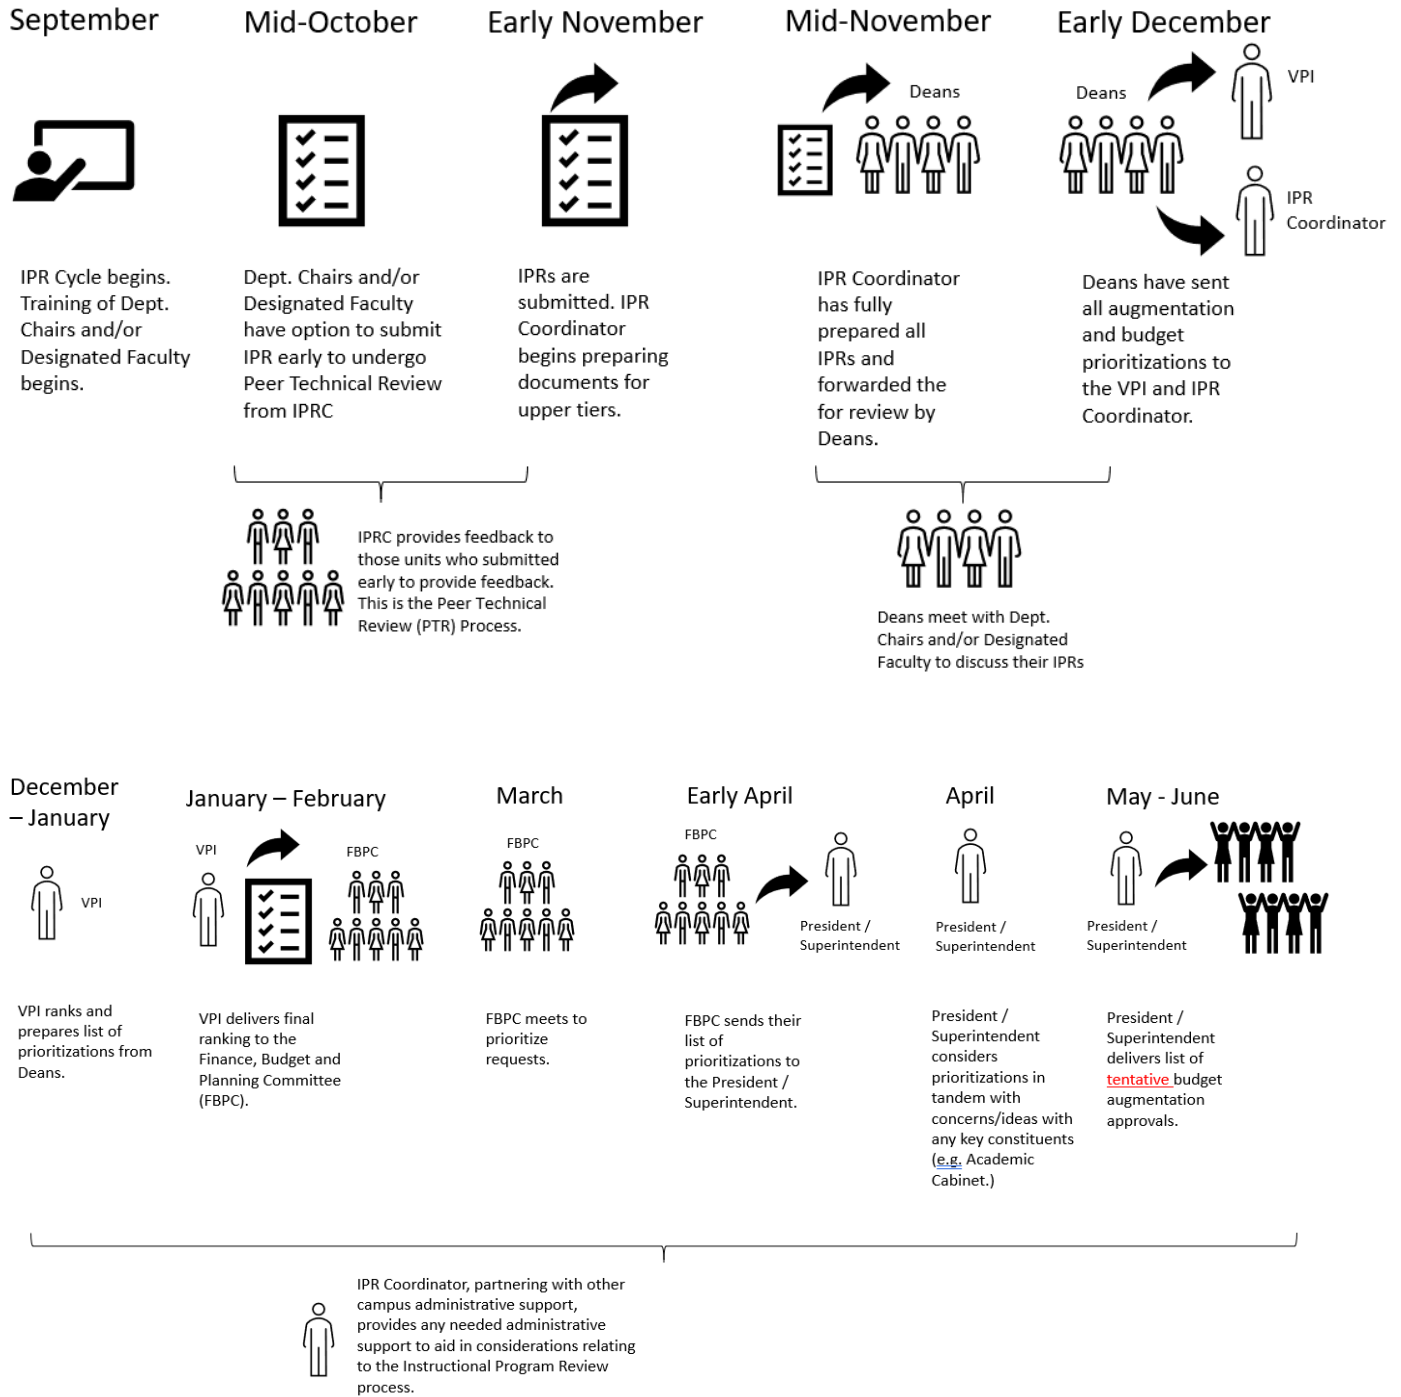 September
Mid-October
Early November
Mid-November
Early December
Deans
Deans
VPI
IPR
Coordinator
IPR Cycle begins.
Training of Dept.
Chairs and/or
Designated Faculty
begins.
Dept. Chairs and/or
Designated Faculty
have option to submit
IPR early to undergo
Peer Technical Review
from IPRC
IPRs are
submitted. IPR
Coordinator
begins preparing
documents for
upper tiers.
IPR Coordinator
has fully
prepared all
IPRs and
forwarded the
for review by
Deans.
Deans have sent
all augmentation
and budget
prioritizations to
the VPI and IPR
Coordinator.
IPRC provides feedback to
those units who submitted
early to provide feedback.
This is the Peer Technical
Review (PTR) Process.
Deans meet with Dept.
Chairs and/or Designated
Faculty to discuss their IPRs
December
– January
January – February
March
Early April
April
May - June
VPI
VPI
FBPC
FBPC
FBPC
President /
Superintendent
President /
Superintendent
President /
Superintendent
VPI ranks and
prepares list of
prioritizations from
Deans.
VPI delivers final
ranking to the
Finance, Budget and
Planning Committee
(FBPC).
FBPC meets to
prioritize
requests.
FBPC sends their
list of
prioritizations to
the President /
Superintendent.
President /
Superintendent
considers
prioritizations in
tandem with
concerns/ideas with
any key constituents
(e.g. Academic
Cabinet.)
President /
Superintendent
delivers list of
tentative budget
augmentation
approvals.
IPR Coordinator, partnering with other
campus administrative support,
provides any needed administrative
support to aid in considerations relating
to the Instructional Program Review
process.